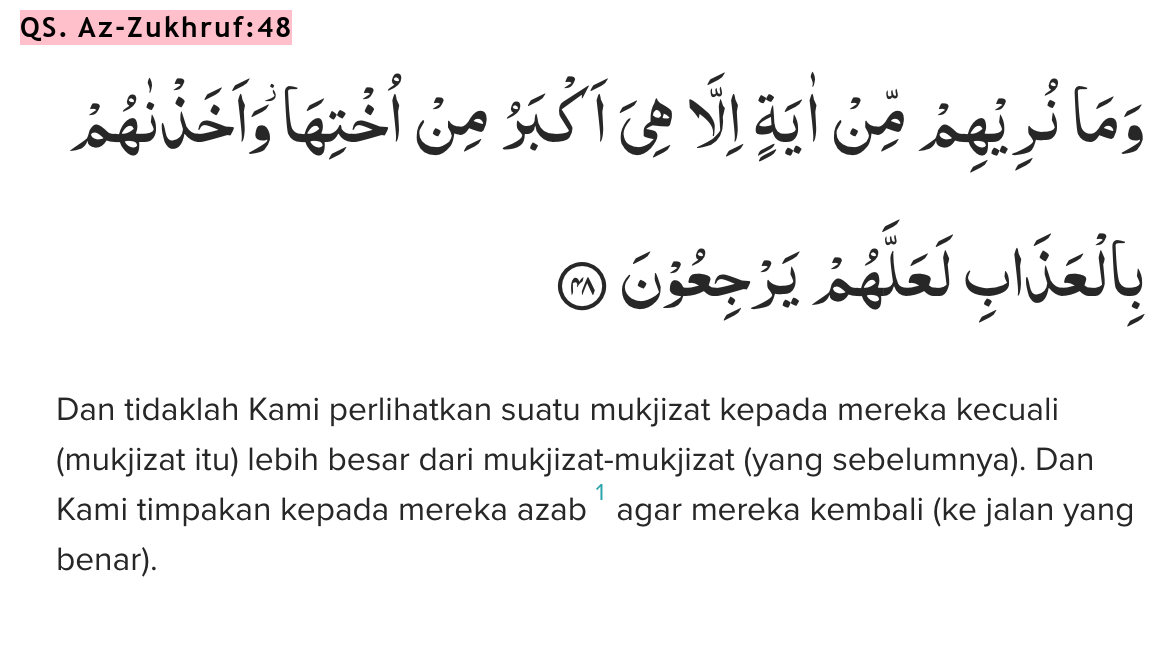 QS. Az-Zukhruf:48
وَمَا نُرِيْهِمْ مِّنْ اٰيَةٍ اِلَّا هِيَ اَكْبَرُ مِنْ اُخْتِهَاۗ وَاَخَذْنٰهُمْ
بِالْعَذَابِ لَعَلَّهُمْ يَرْجِعُوْنَ ۝٤٨
Dan tidaklah Kami perlihatkan suatu mukjizat kepada mereka kecuali
(mukjizat itu) lebih besar dari mukjizat-mukjizat (yang sebelumnya). Dan
Kami timpakan kepada mereka azab 1 agar mereka kembali (ke jalan yang
benar).